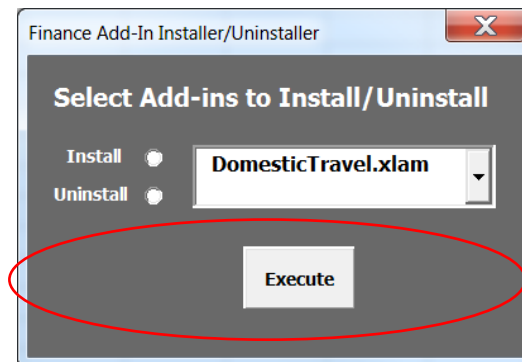 Finance Add-In Installer/Uninstaller
X
Select Add-ins to Install/Uninstall
Install
DomesticTravel.xlam
Uninstall
Execute